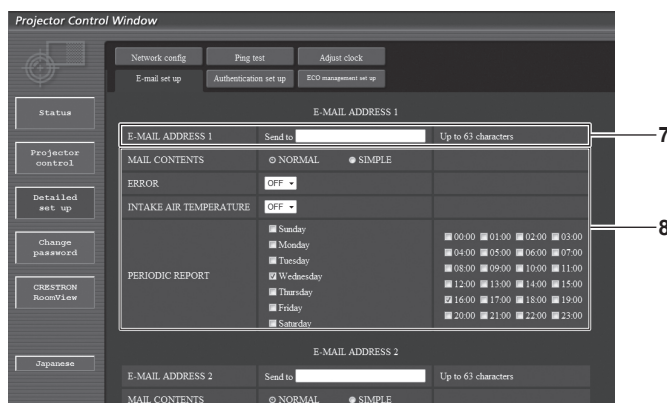 Projector Control Window
Network config Ping test Adjust clock
E-mail set up Authentication set up ECO management set up
Status
Projector control
Detailed set up
Change password
CRESTRON RoomView
Japanese
E-MAIL ADDRESS 1
E-MAIL ADDRESS 1 Send to Up to 63 characters 7
MAIL CONTENTS NORMAL SIMPLE
ERROR OFF
INTAKE AIR TEMPERATURE OFF
8
PERIODIC REPORT
Sunday
Monday
Tuesday
Wednesday
Thursday
Friday
Saturday
00:00 01:00 02:00 03:00
04:00 05:00 06:00 07:00
08:00 09:00 10:00 11:00
12:00 13:00 14:00 15:00
16:00 17:00 18:00 19:00
20:00 21:00 22:00 23:00
E-MAIL ADDRESS 2
E-MAIL ADDRESS 2 Send to Up to 63 characters
MAIL CONTENTS NORMAL SIMPLE